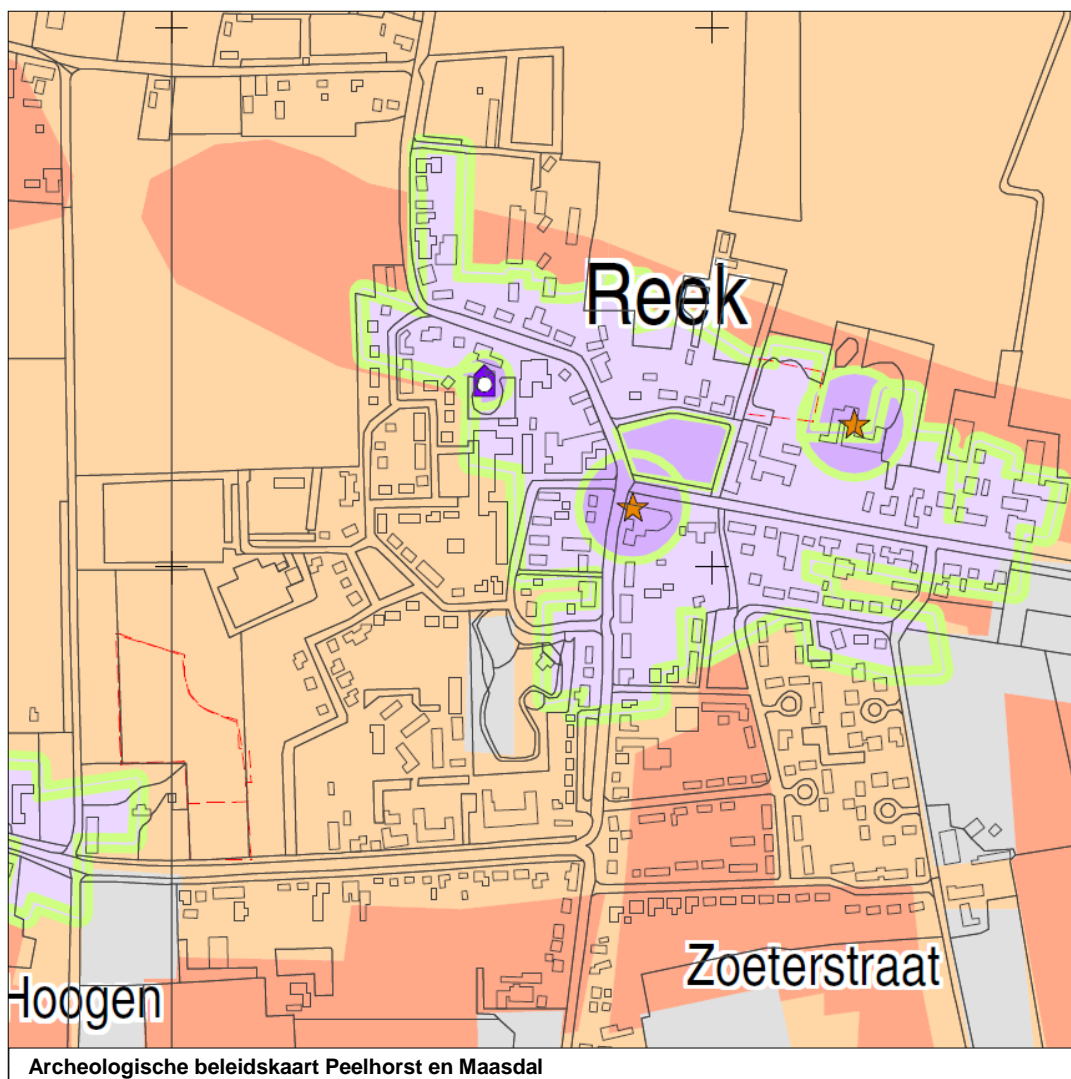 Reek
Zoeterstraat
Hoogen
Archeologische beleidskaart Peelhorst en Maasdal